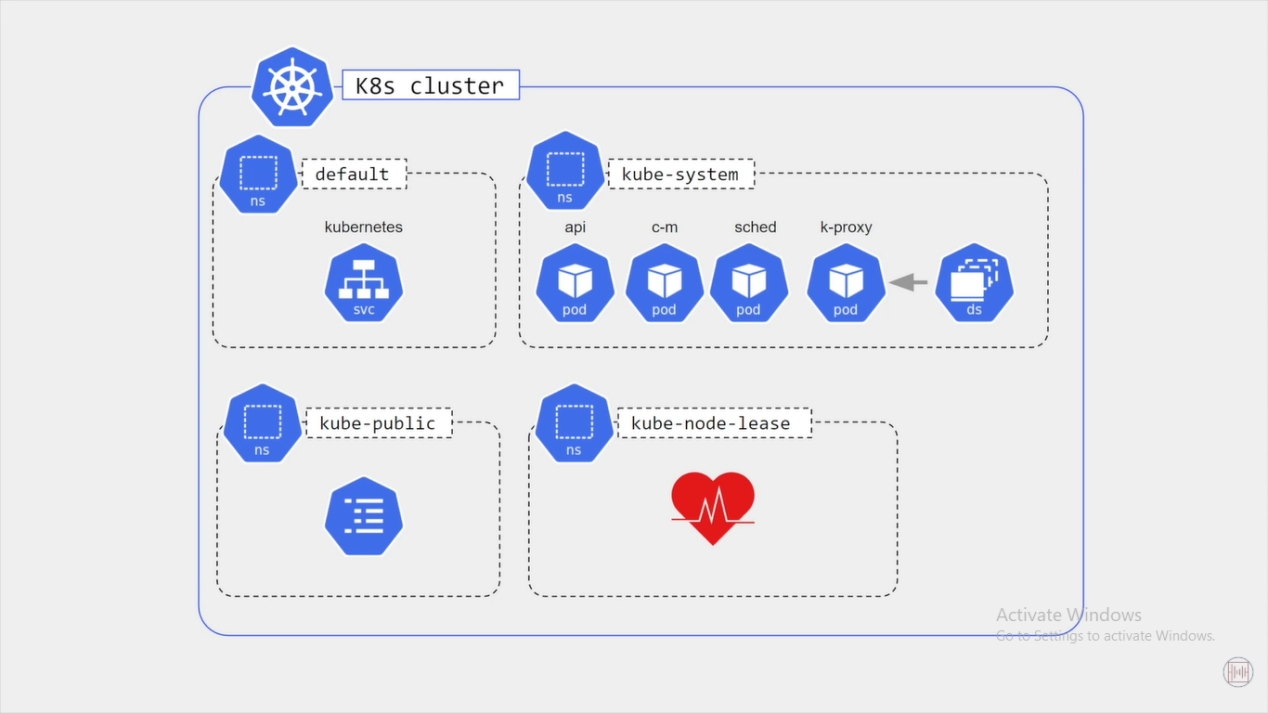 K8s cluster
default
ns
kubernetes
svc
kube-system
ns
api c-m sched k-proxy
pod pod pod pod ds
kube-public
ns
kube-node-lease
ns
Activate Windows
Go to Settings to activate Windows.